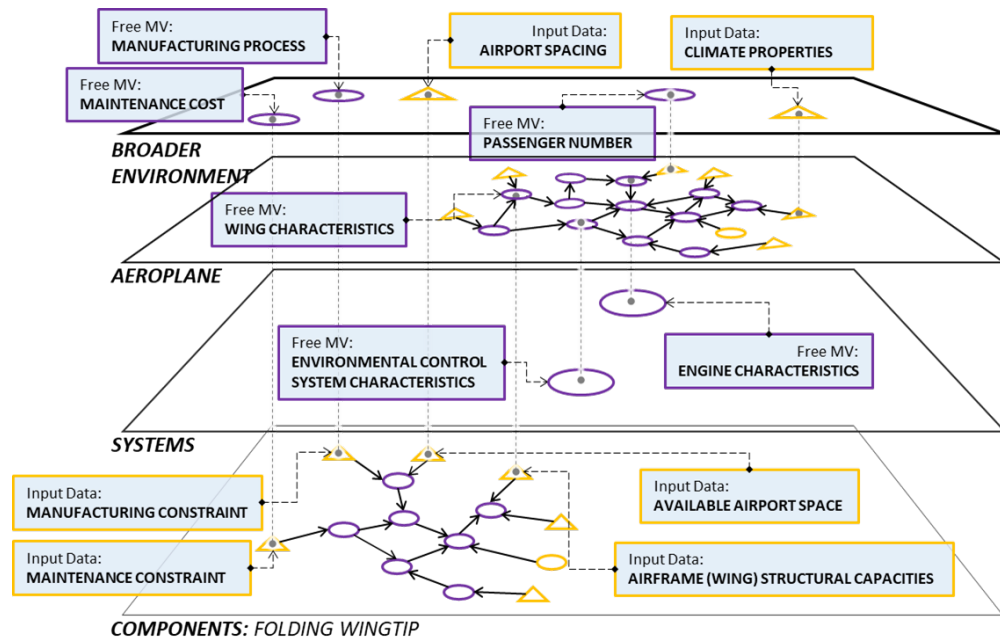 Free MV:
MANUFACTURING PROCESS
Input Data:
AIRPORT SPACING
Input Data:
CLIMATE PROPERTIES
Free MV:
MAINTENANCE COST
Free MV:
PASSENGER NUMBER
BROADER
ENVIRONMENT
Free MV:
WING CHARACTERISTICS
AEROPLANE
Free MV:
ENVIRONMENTAL CONTROL
SYSTEM CHARACTERISTICS
Free MV:
ENGINE CHARACTERISTICS
SYSTEMS
Input Data:
MANUFACTURING CONSTRAINT
Input Data:
AVAILABLE AIRPORT SPACE
Input Data:
MAINTENANCE CONSTRAINT
Input Data:
AIRFRAME (WING) STRUCTURAL CAPACITIES
COMPONENTS: FOLDING WINGTIP